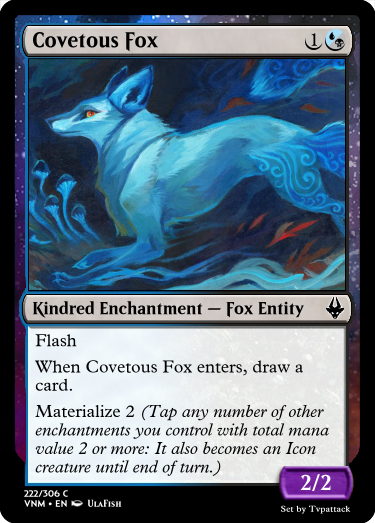 Covetous Fox 1
Kindred Enchantment — Fox Entity
Flash
When Covetous Fox enters, draw a
card.
Materialize 2 (Tap any number of other
enchantments you control with total mana
value 2 or more: It also becomes an Icon
creature until end of turn.)
2/2
222/306 C
VNM • EN UlaFish
Set by Tvpattack